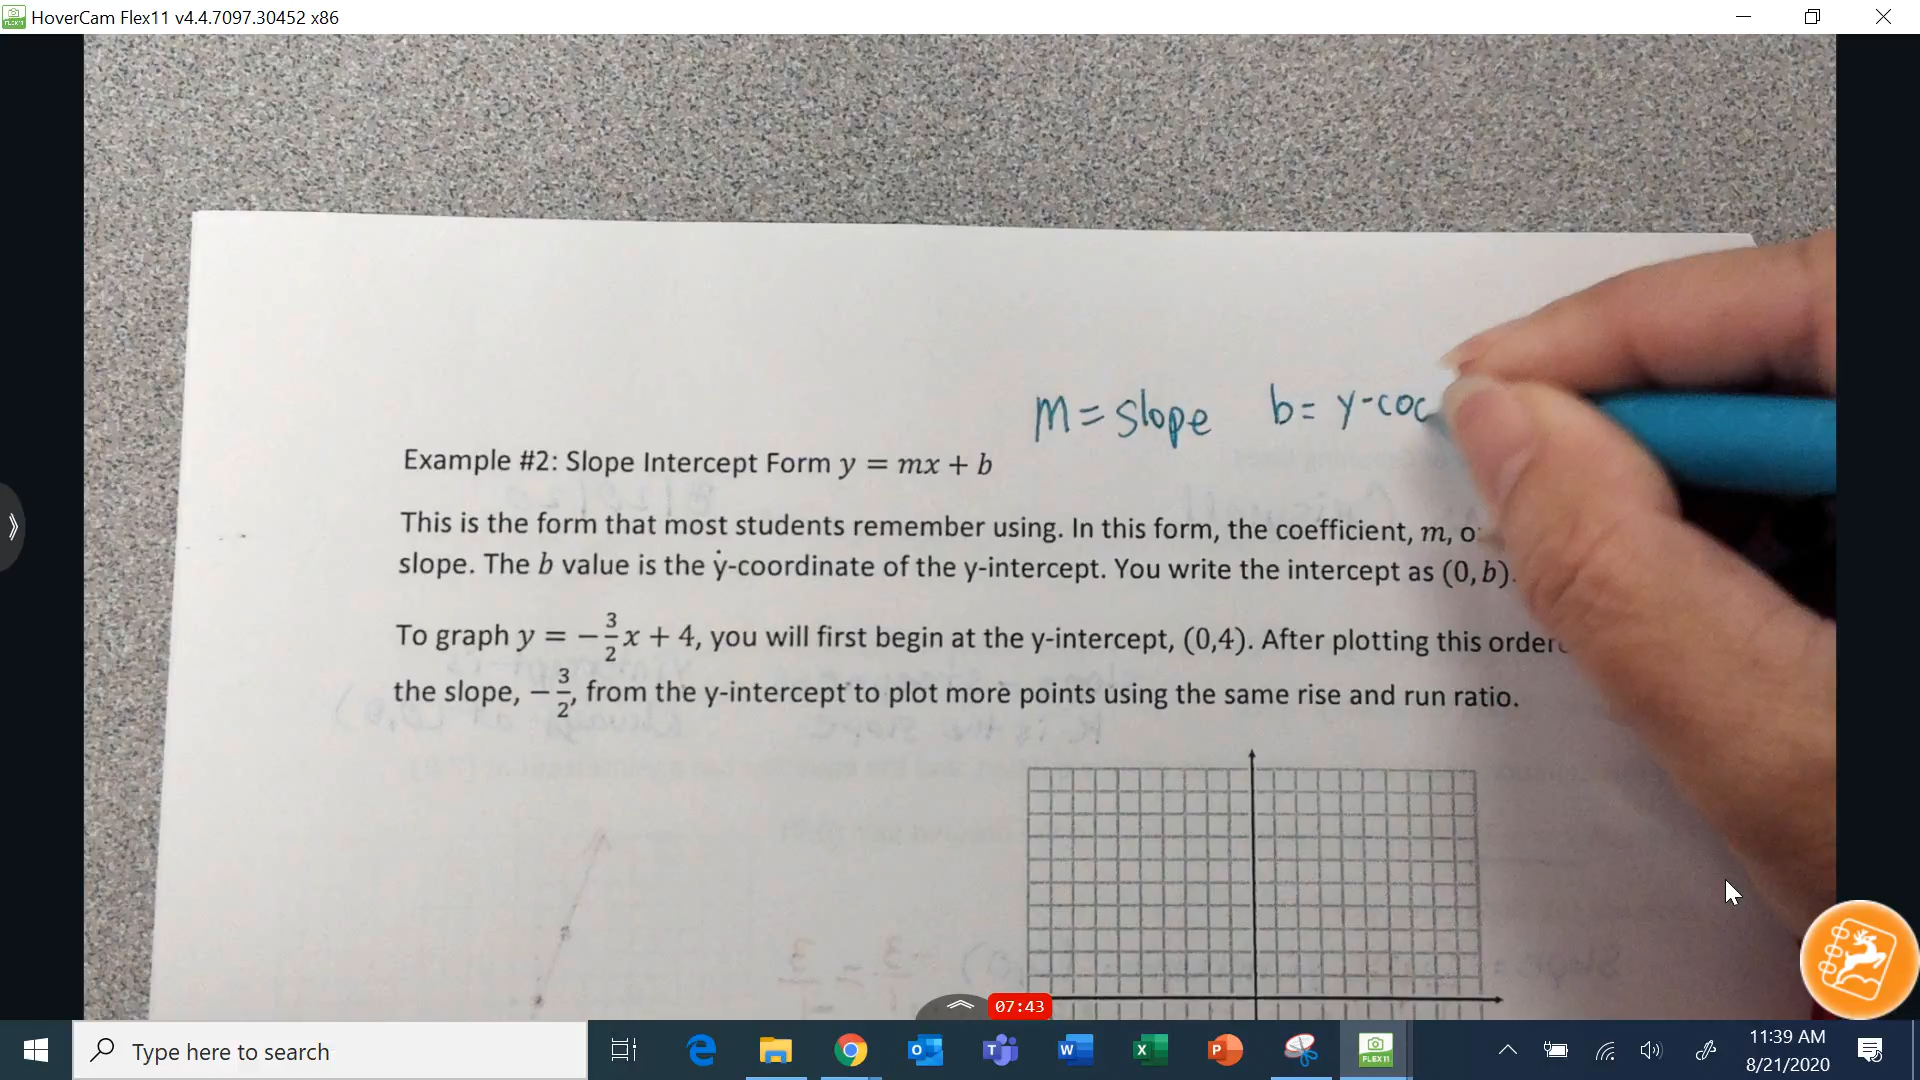 HoverCam Flex11 v4.4.7097.30452 x86
m = slope b = y-coo
Example #2: Slope Intercept Form y = mx + b
This is the form that most students remember using. In this form, the coefficient, m, o
slope. The b value is the y-coordinate of the y-intercept. You write the intercept as (0, b).
To graph y = −3/2 x + 4, you will first begin at the y-intercept, (0,4). After plotting this ordere
the slope, −3/2, from the y-intercept to plot more points using the same rise and run ratio.
07:43
Type here to search
FLEX11
11:39 AM
8/21/2020